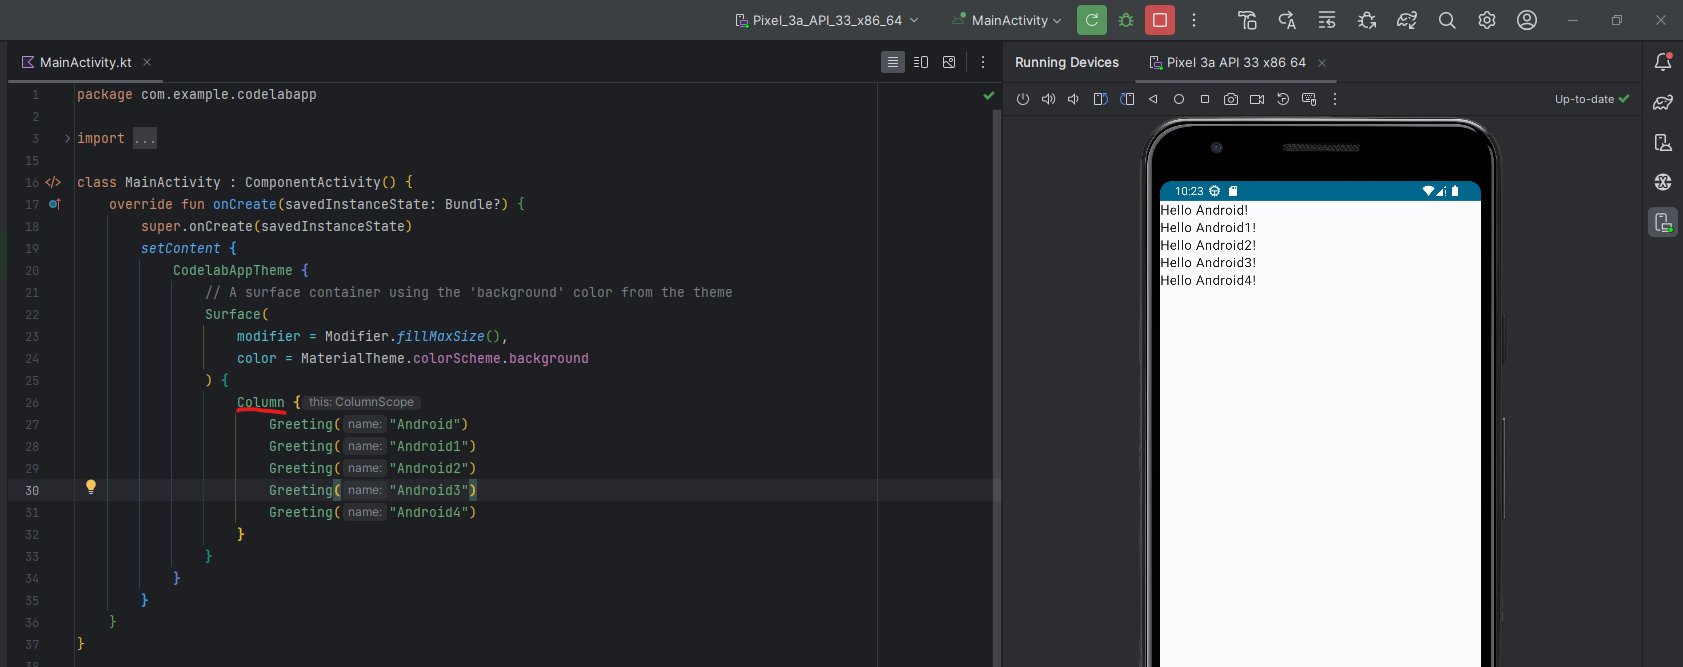 Pixel_3a_API_33_x86_64
MainActivity
MainActivity.kt
Running Devices
Pixel 3a API 33 x86 64
Up-to-date
1 package com.example.codelabapp
2
3 import ...
15
16 class MainActivity : ComponentActivity() {
17 override fun onCreate(savedInstanceState: Bundle?) {
18 super.onCreate(savedInstanceState)
19 setContent {
20 CodelabAppTheme {
21 // A surface container using the 'background' color from the theme
22 Surface(
23 modifier = Modifier.fillMaxSize(),
24 color = MaterialTheme.colorScheme.background
25 ) {
26 Column { this: ColumnScope
27 Greeting( name: "Android")
28 Greeting( name: "Android1")
29 Greeting( name: "Android2")
30 Greeting( name: "Android3")
31 Greeting( name: "Android4")
32 }
33 }
34 }
35 }
36 }
37 }
38
10:23
Hello Android!
Hello Android1!
Hello Android2!
Hello Android3!
Hello Android4!